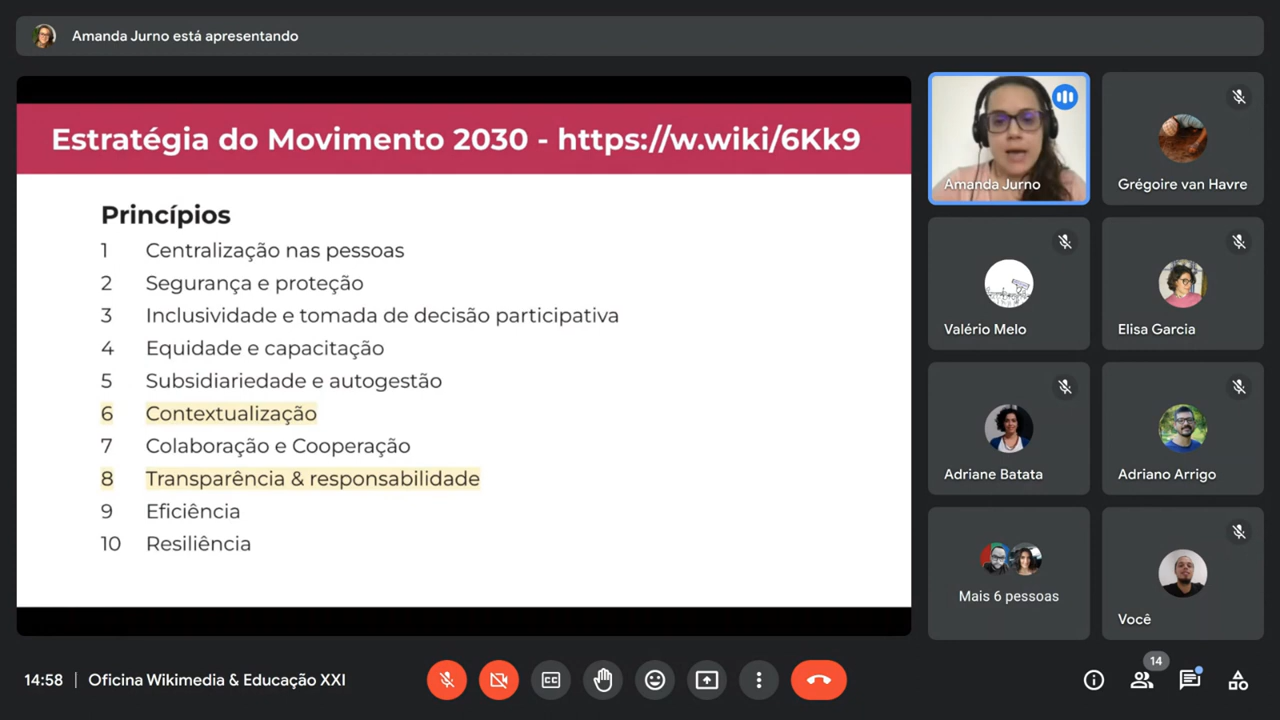 Amanda Jurno está apresentando
Estratégia do Movimento 2030 - https://w.wiki/6Kk9
Princípios
1 Centralização nas pessoas
2 Segurança e proteção
3 Inclusividade e tomada de decisão participativa
4 Equidade e capacitação
5 Subsidiariedade e autogestão
6 Contextualização
7 Colaboração e Cooperação
8 Transparência & responsabilidade
9 Eficiência
10 Resiliência
Amanda Jurno
Grégoire van Havre
Valério Melo
Elisa Garcia
Adriane Batata
Adriano Arrigo
Mais 6 pessoas
Você
14:58 | Oficina Wikimedia & Educação XXI
CC
14